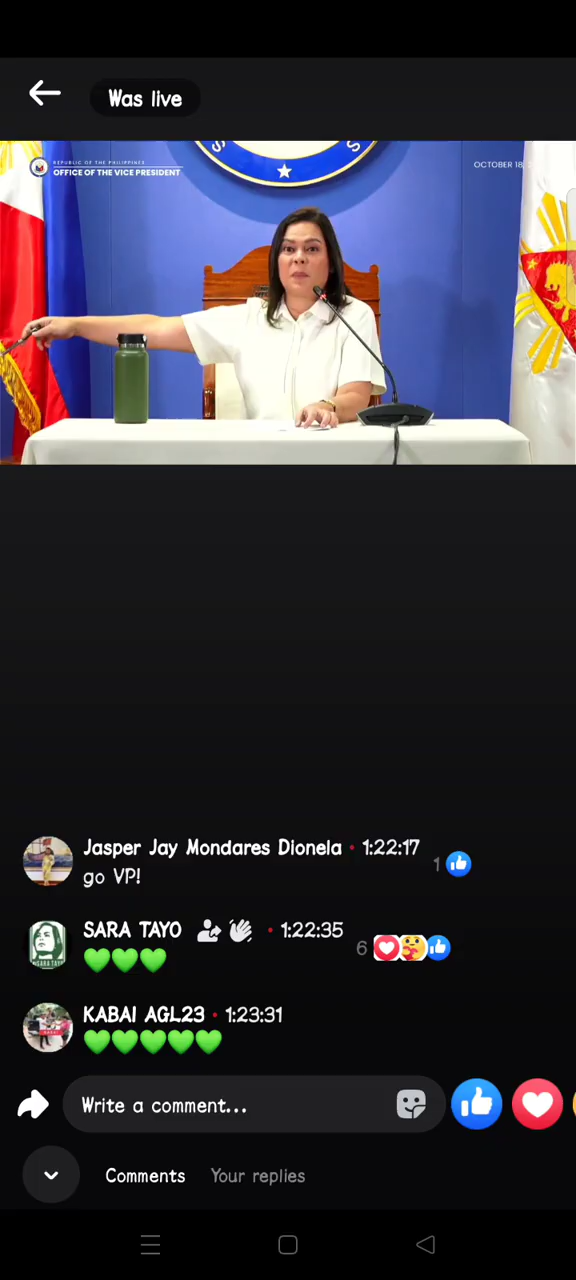 Was live
REPUBLIC OF THE PHILIPPINES
OFFICE OF THE VICE PRESIDENT
OCTOBER 18,
S
S
Jasper Jay Mondares Dionela • 1:22:17
go VP!
1
SARA TAYO • 1:22:35
💚💚💚
6
KABAI AGL23 • 1:23:31
💚💚💚💚💚
Write a comment...
Comments
Your replies